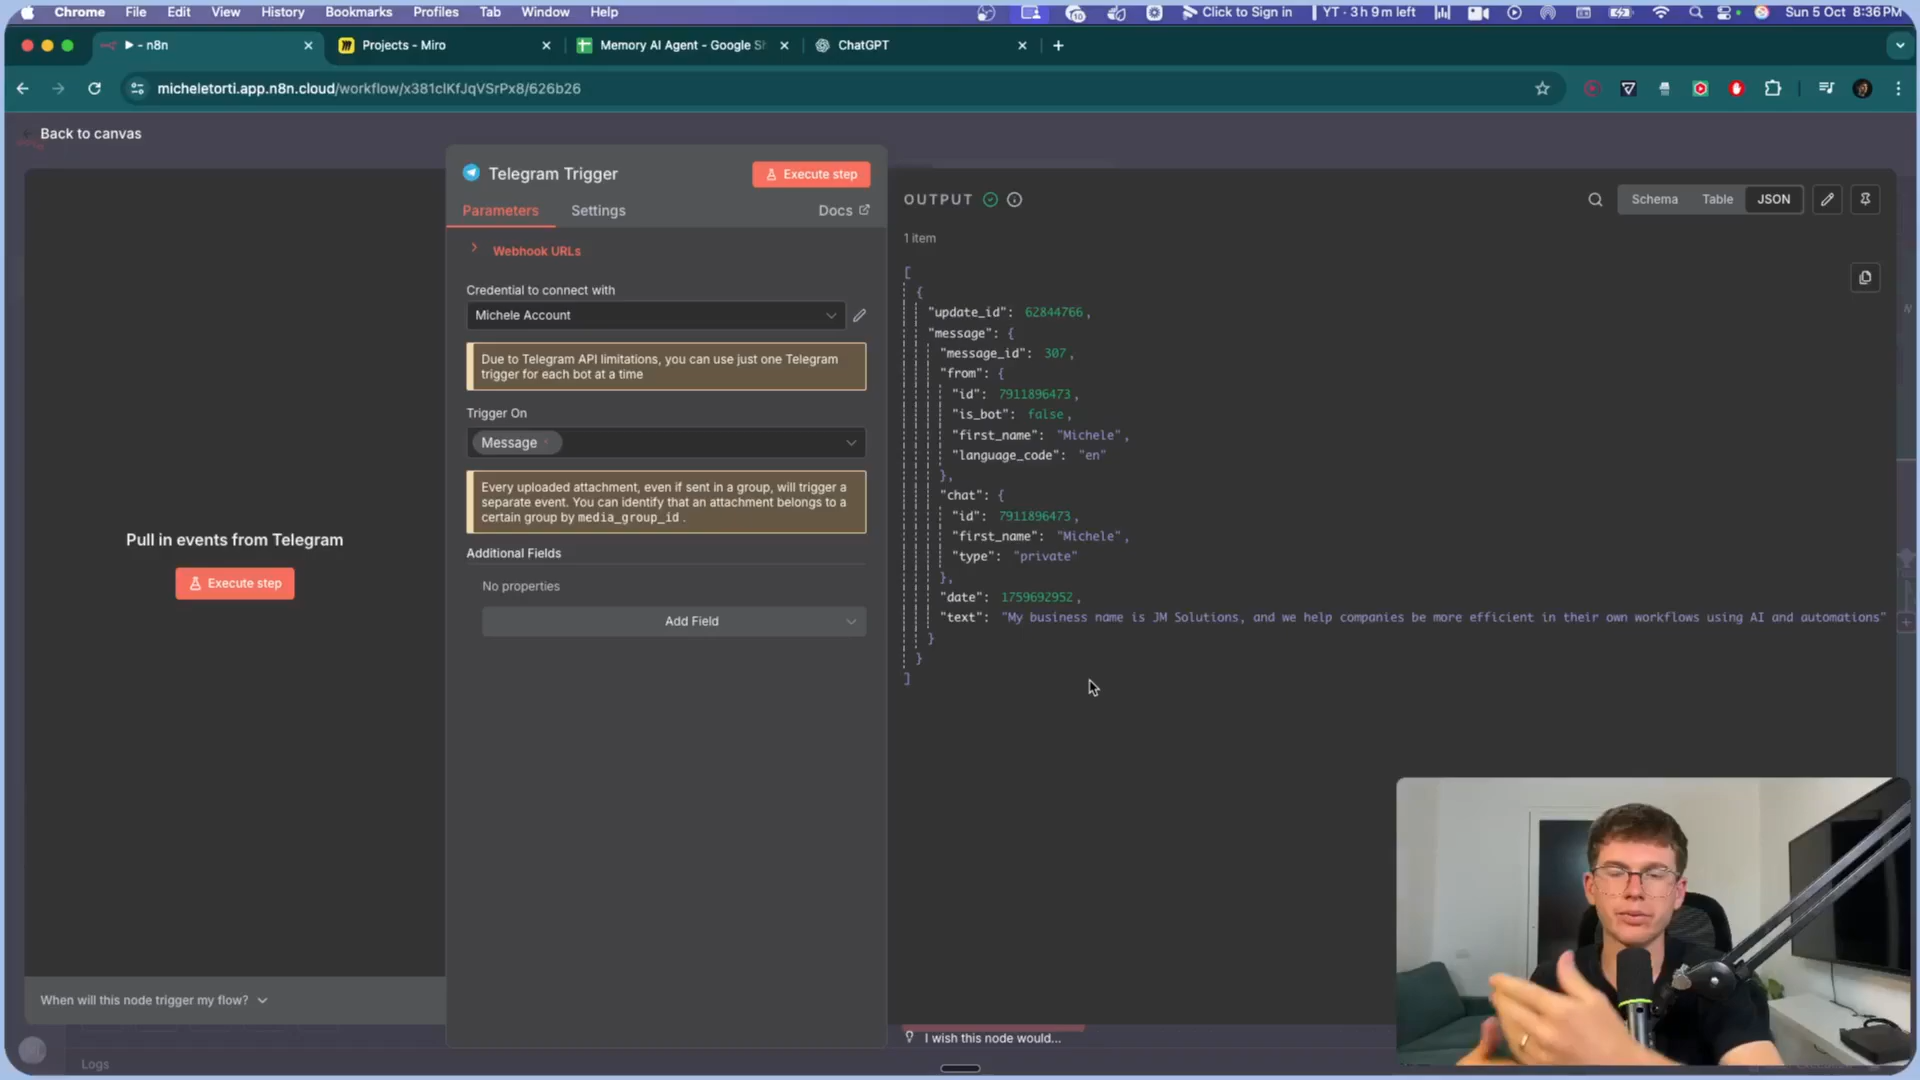 Chrome File Edit View History Bookmarks Profiles Tab Window Help
10 Click to Sign in YT - 3 h 9 m left Sun 5 Oct 8:36 PM
- n8n
Projects - Miro
Memory AI Agent - Google Sh
ChatGPT
micheletorti.app.n8n.cloud/workflow/x381cIKfJqVSrPx8/626b26
Back to canvas
Pull in events from Telegram
Execute step
When will this node trigger my flow?
Logs
Telegram Trigger
Execute step
Parameters Settings Docs
Webhook URLs
Credential to connect with
Michele Account
Due to Telegram API limitations, you can use just one Telegram
trigger for each bot at a time
Trigger On
Message
Every uploaded attachment, even if sent in a group, will trigger a
separate event. You can identify that an attachment belongs to a
certain group by media_group_id .
Additional Fields
No properties
Add Field
OUTPUT
Schema Table JSON
1 item
[
{
"update_id": 62844766,
"message": {
"message_id": 307,
"from": {
"id": 7911896473,
"is_bot": false,
"first_name": "Michele",
"language_code": "en"
},
"chat": {
"id": 7911896473,
"first_name": "Michele",
"type": "private"
},
"date": 1759692952,
"text": "My business name is JM Solutions, and we help companies be more efficient in their own workflows using AI and automations"
}
}
]
I wish this node would...